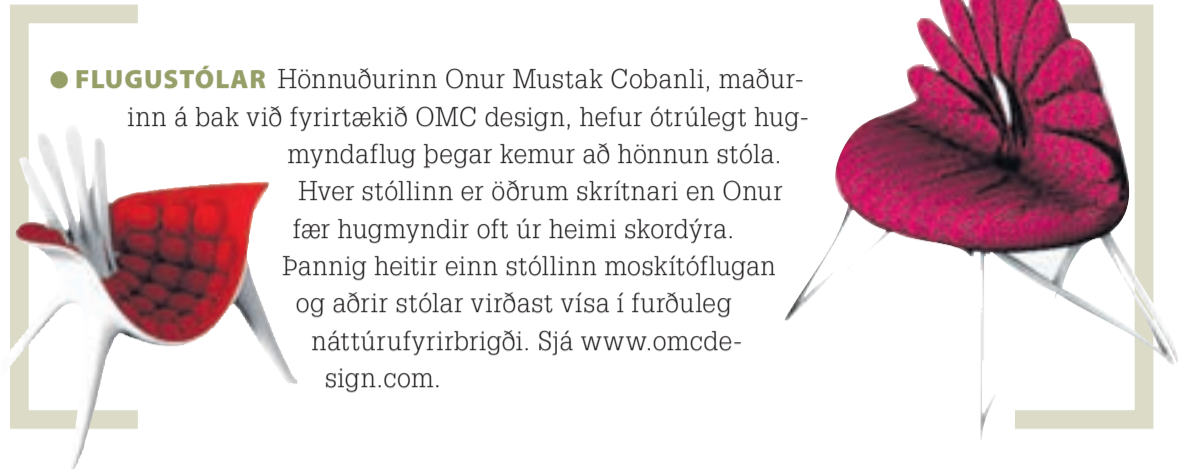 ● FLUGUSTÓLAR Hönnuðurinn Onur Mustak Cobanli, maður-
inn á bak við fyrirtækið OMC design, hefur ótrúlegt hug-
myndaflug þegar kemur að hönnun stóla.
Hver stóllinn er öðrum skrítnari en Onur
fær hugmyndir oft úr heimi skordýra.
Þannig heitir einn stóllinn moskítóflugan
og aðrir stólar virðast vísa í furðuleg
náttúrufyrirbrigði. Sjá www.omcde-
sign.com.